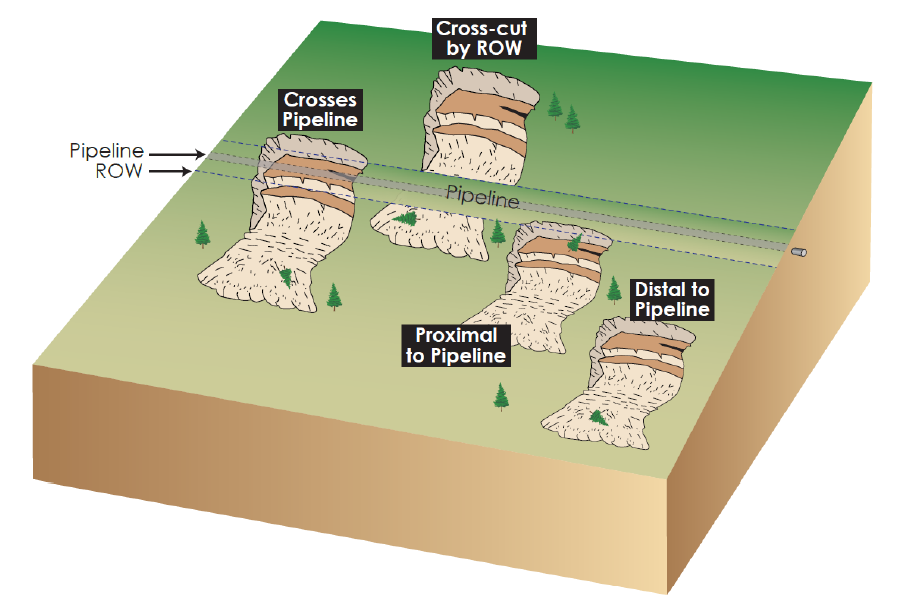 Cross-cut
by ROW
Crosses
Pipeline
Pipeline
ROW
Pipeline
Distal to
Pipeline
Proximal
to Pipeline